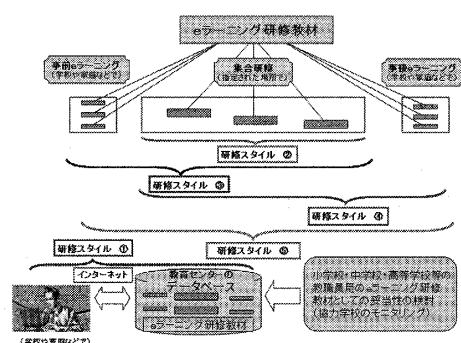 eラーニング研修教材
事前eラーニング
(学校や家庭などで)
集合研修
(指定された場所で)
事後eラーニング
(学校や家庭などで)
研修スタイル ②
研修スタイル ③
研修スタイル ④
研修スタイル ①
研修スタイル ⑤
インターネット
教育センターの
データベース
eラーニング研修教材
小学校・中学校・高等学校等の
教職員用のeラーニング研修
教材としての妥当性の検討
(協力学校のモニタリング)
(学校や家庭などで)